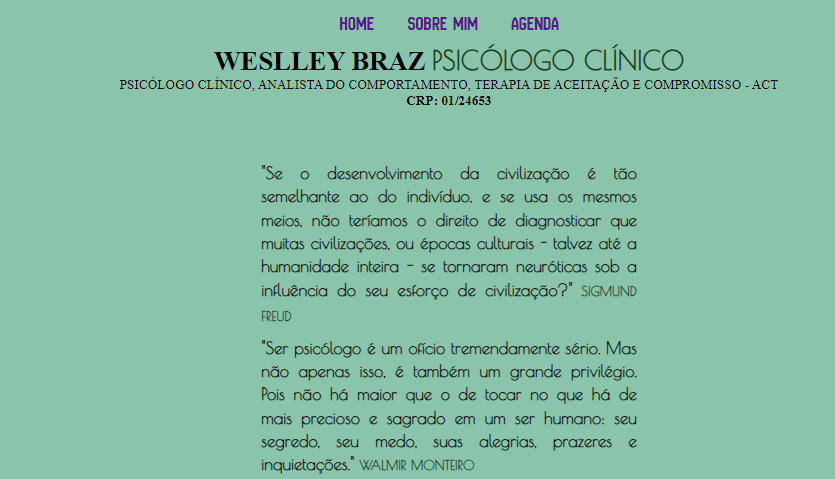 HOME SOBRE MIM AGENDA
WESLLEY BRAZ PSICÓLOGO CLÍNICO
PSICÓLOGO CLÍNICO, ANALISTA DO COMPORTAMENTO, TERAPIA DE ACEITAÇÃO E COMPROMISSO - ACT
CRP: 01/24653
"Se o desenvolvimento da civilização é tão
semelhante ao do indivíduo, e se usa os mesmos
meios, não teríamos o direito de diagnosticar que
muitas civilizações, ou épocas culturais - talvez até a
humanidade inteira - se tornaram neuróticas sob a
influência do seu esforço de civilização?" SIGMUND
FREUD
"Ser psicólogo é um ofício tremendamente sério. Mas
não apenas isso, é também um grande privilégio.
Pois não há maior que o de tocar no que há de
mais precioso e sagrado em um ser humano: seu
segredo, seu medo, suas alegrias, prazeres e
inquietações." WALMIR MONTEIRO